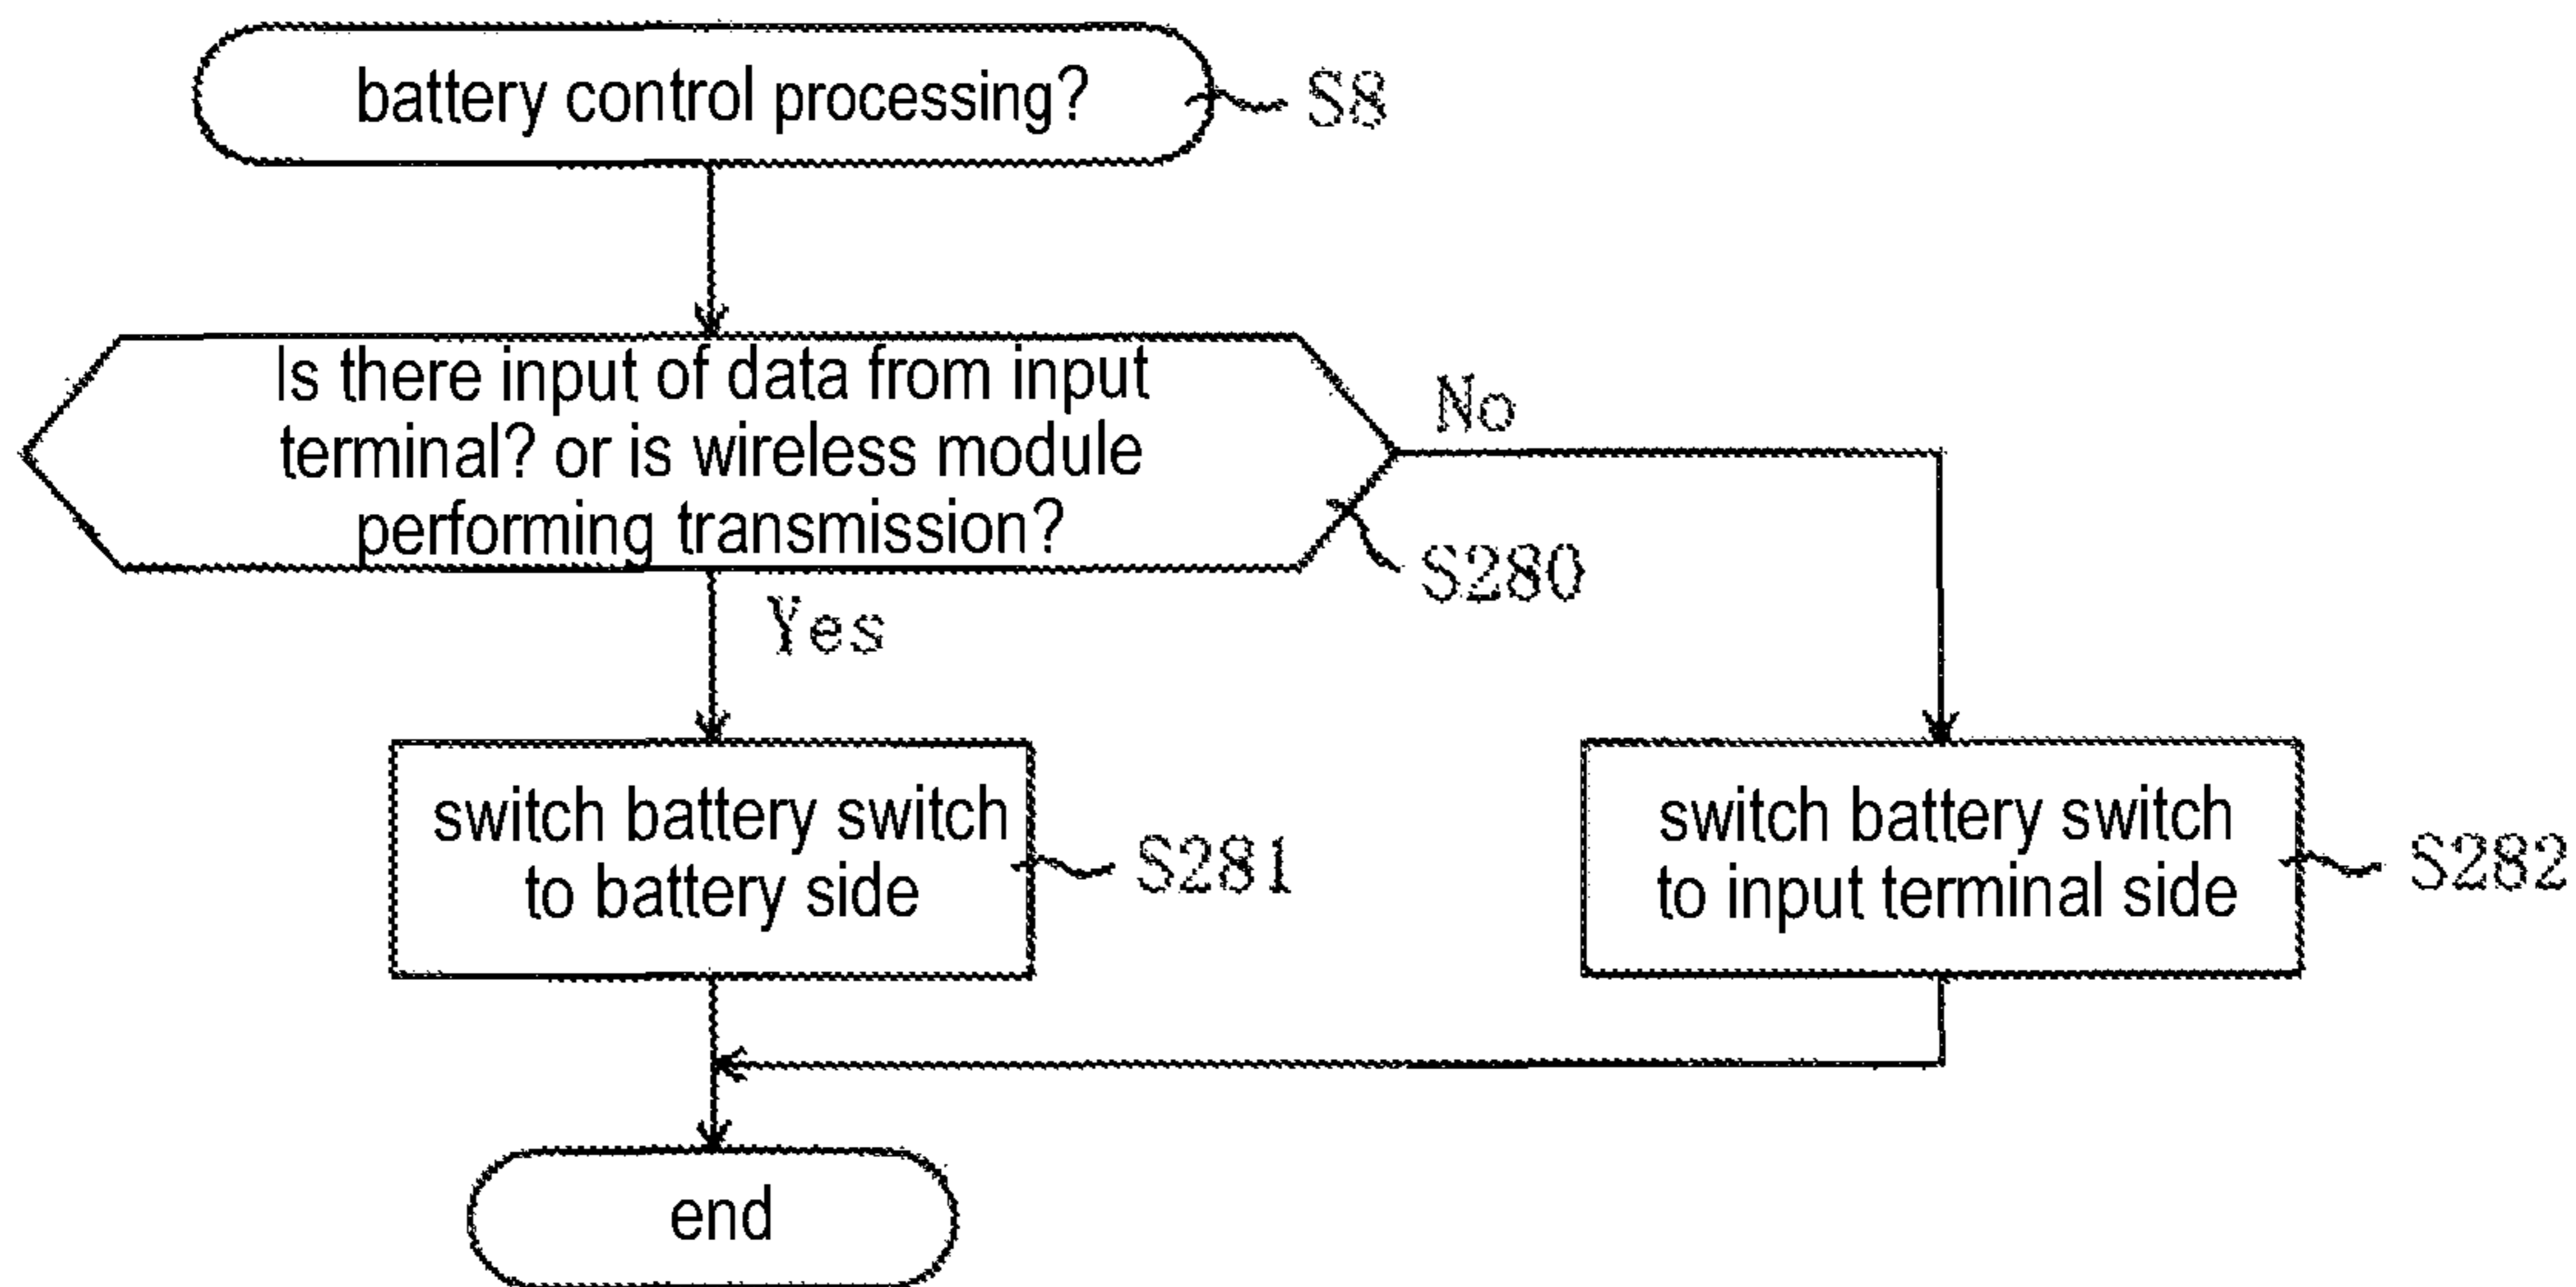 battery control processing?
S8
Is there input of data from input
terminal? or is wireless module
performing transmission?
No
S280
Yes
switch battery switch
to battery side
S281
switch battery switch
to input terminal side
S282
end